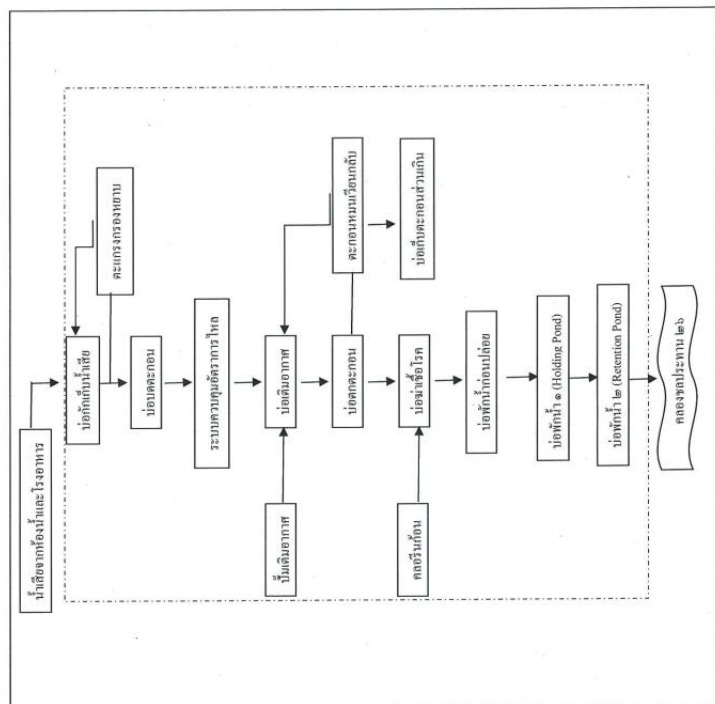 น้ำเสียจากห้องน้ำและโรงอาหาร
บ่อกักเก็บน้ำเสีย
ตะแกรงกรองหยาบ
บ่อบดตะกอน
ระบบควบคุมอัตราการไหล
ปั๊มเติมอากาศ
บ่อเติมอากาศ
ตะกอนหมุนเวียนกลับ
บ่อตกตะกอน
บ่อเก็บตะกอนส่วนเกิน
คลอรีนก้อน
บ่อฆ่าเชื้อโรค
บ่อพักน้ำก่อนปล่อย
บ่อพักน้ำ ๑ (Holding Pond)
บ่อพักน้ำ ๒ (Retention Pond)
คลองชลประทาน ๒๖